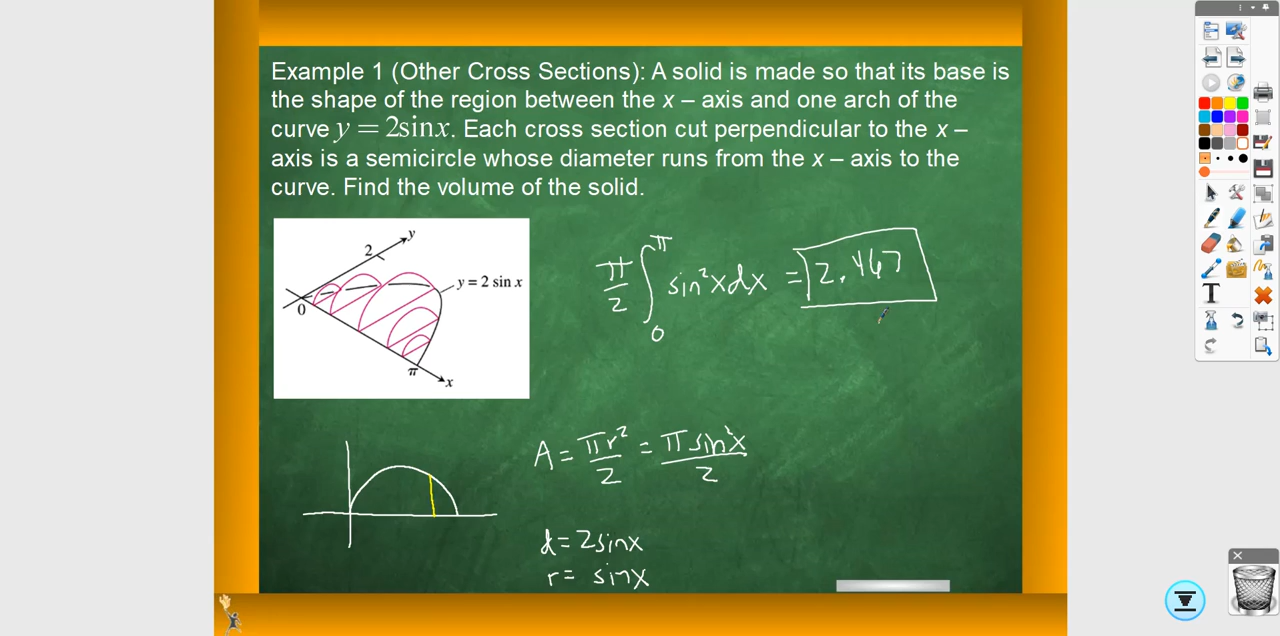 Example 1 (Other Cross Sections): A solid is made so that its base is
the shape of the region between the x – axis and one arch of the
curve y = 2sinx. Each cross section cut perpendicular to the x –
axis is a semicircle whose diameter runs from the x – axis to the
curve. Find the volume of the solid.
y
2
y = 2 sin x
0
π
x
π/2 ∫₀^π sin²x dx = 2.467
A = πr²/2 = π sin²x/2
d = 2sinx
r = sinx
T